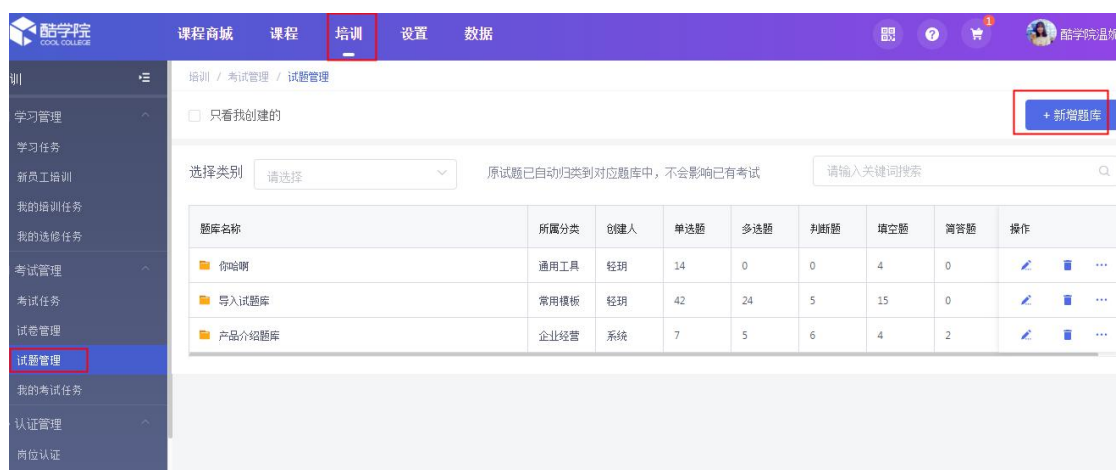 酷学院
COOL COLLEGE
课程商城 课程 培训 设置 数据
1
酷学院温
训
培训 / 考试管理 / 试题管理
学习管理
只看我创建的
+ 新增题库
学习任务
新员工培训
选择类别 请选择 原试题已自动归类到对应题库中，不会影响已有考试 请输入关键词搜索
我的培训任务
我的选修任务
题库名称 所属分类 创建人 单选题 多选题 判断题 填空题 简答题 操作
考试管理
你哈啊 通用工具 轻玥 14 0 0 4 0
考试任务
导入试题库 常用模板 轻玥 42 24 5 15 0
试卷管理
产品介绍题库 企业经营 系统 7 5 6 4 2
试题管理
我的考试任务
认证管理
岗位认证